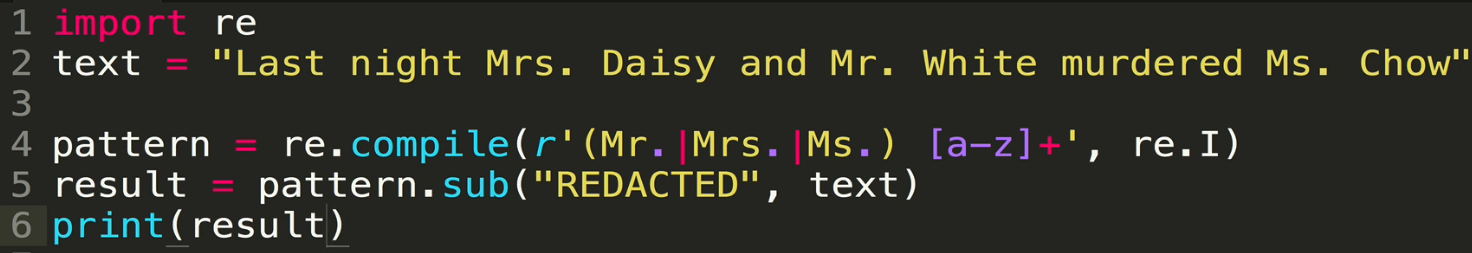 1 import re
2 text = "Last night Mrs. Daisy and Mr. White murdered Ms. Chow"
3
4 pattern = re.compile(r'(Mr.|Mrs.|Ms.) [a-z]+', re.I)
5 result = pattern.sub("REDACTED", text)
6 print(result)